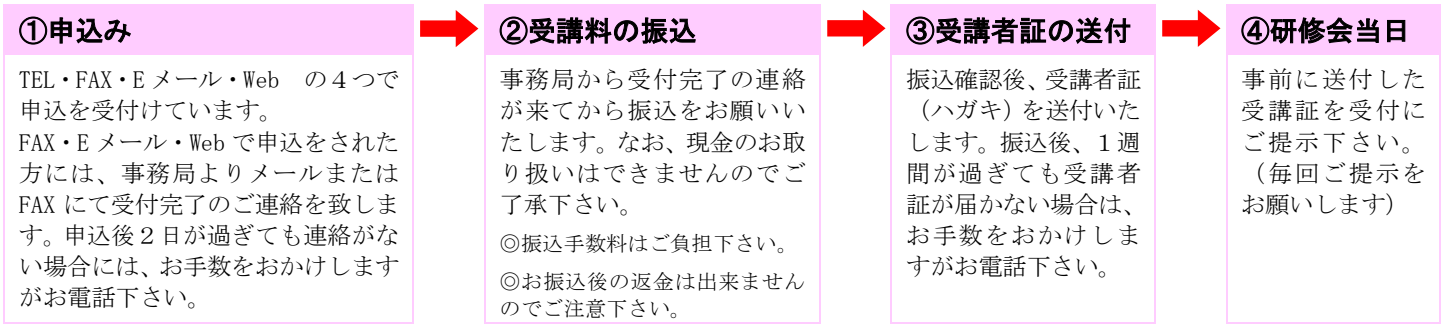 ①申込み
TEL・FAX・Eメール・Web　の４つで
申込を受付けています。
FAX・Eメール・Webで申込をされた
方には、事務局よりメールまたは
FAXにて受付完了のご連絡を致しま
す。申込後２日が過ぎても連絡がな
い場合には、お手数をおかけします
がお電話下さい。
②受講料の振込
事務局から受付完了の連絡
が来てから振込をお願いい
たします。なお、現金のお取
り扱いはできませんのでご
了承下さい。
◎振込手数料はご負担下さい。
◎お振込後の返金は出来ません
のでご注意下さい。
③受講者証の送付
振込確認後、受講者証
（ハガキ）を送付いた
します。振込後、１週
間が過ぎても受講者
証が届かない場合は、
お手数をおかけしま
すがお電話下さい。
④研修会当日
事前に送付した
受講証を受付に
ご提示下さい。
（毎回ご提示を
お願いします）